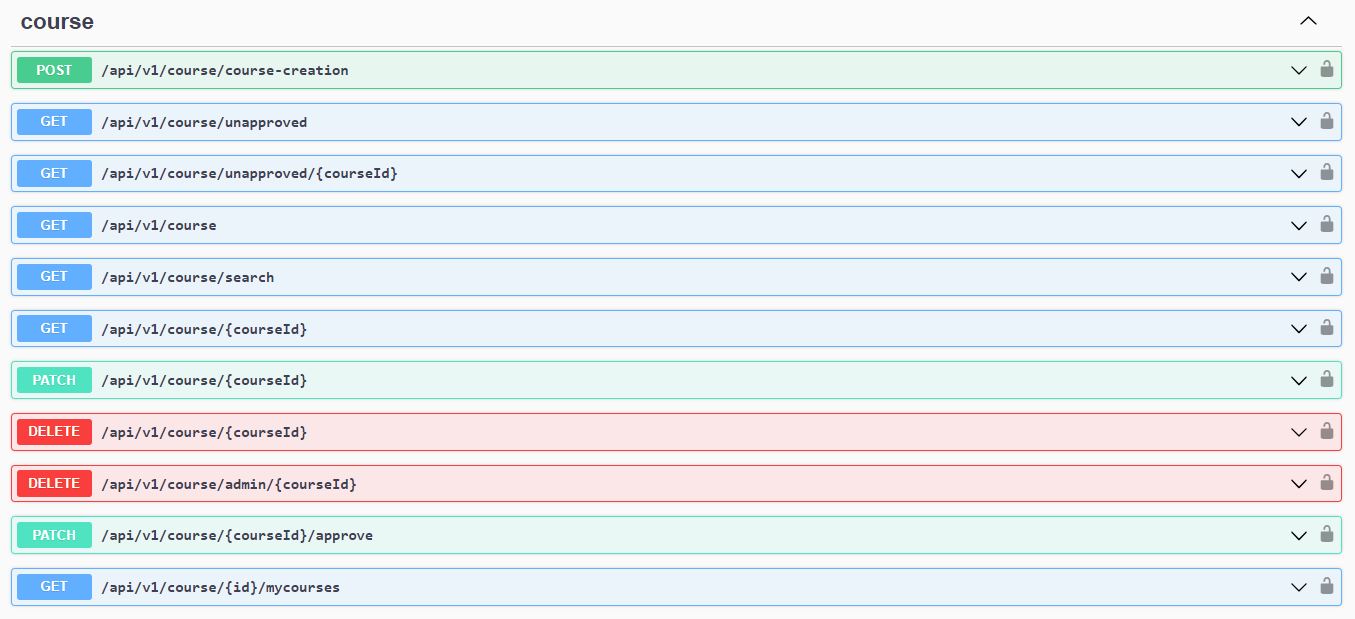 course
POST /api/v1/course/course-creation
GET /api/v1/course/unapproved
GET /api/v1/course/unapproved/{courseId}
GET /api/v1/course
GET /api/v1/course/search
GET /api/v1/course/{courseId}
PATCH /api/v1/course/{courseId}
DELETE /api/v1/course/{courseId}
DELETE /api/v1/course/admin/{courseId}
PATCH /api/v1/course/{courseId}/approve
GET /api/v1/course/{id}/mycourses